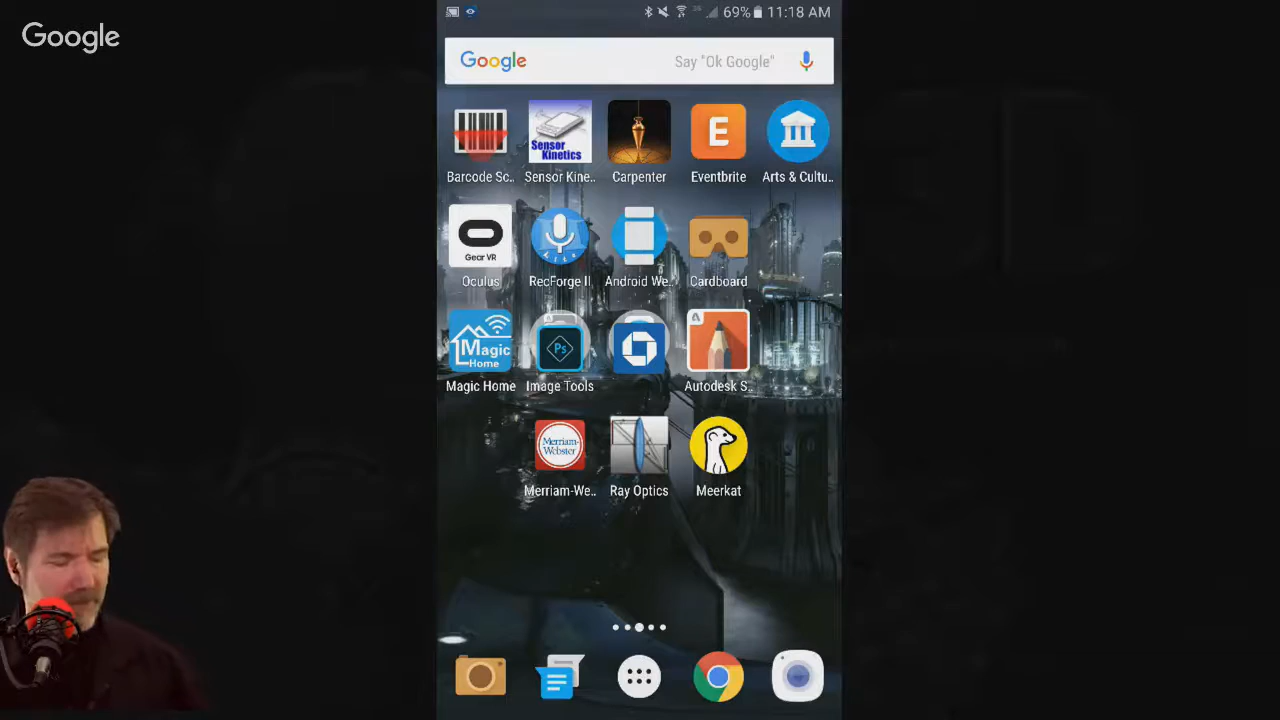 Google
69% 11:18 AM
Google Say "Ok Google"
Sensor
Kinetics
E
Barcode Sc.. Sensor Kine.. Carpenter Eventbrite Arts & Cultu..
Gear VR
Oculus RecForge II Android We.. Cardboard
Magic
Home
Ps
A
Magic Home Image Tools Autodesk S..
Merriam-
Webster
Merriam-We.. Ray Optics Meerkat